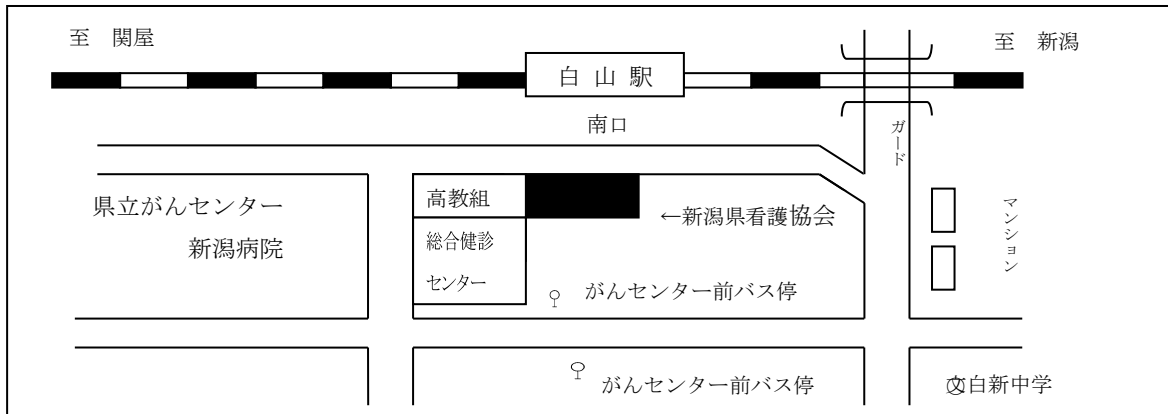 至　関屋
至　新潟
白 山 駅
南口
ガード
県立がんセンター
新潟病院
高教組
←新潟県看護協会
総合健診
センター
マンション
がんセンター前バス停
がんセンター前バス停
文白新中学